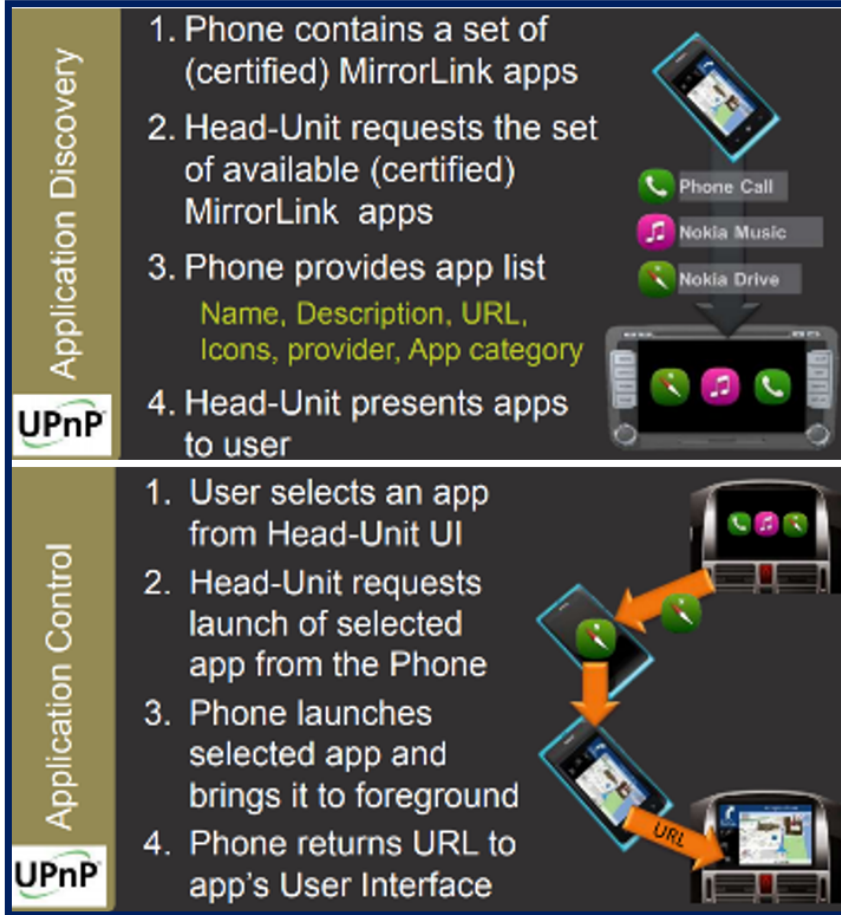 Application Discovery
UPnP
1. Phone contains a set of
(certified) MirrorLink apps
2. Head-Unit requests the set
of available (certified)
MirrorLink apps
3. Phone provides app list
Name, Description, URL,
Icons, provider, App category
4. Head-Unit presents apps
to user
Phone Call
Nokia Music
Nokia Drive
Application Control
UPnP
1. User selects an app
from Head-Unit UI
2. Head-Unit requests
launch of selected
app from the Phone
3. Phone launches
selected app and
brings it to foreground
4. Phone returns URL to
app's User Interface
URL